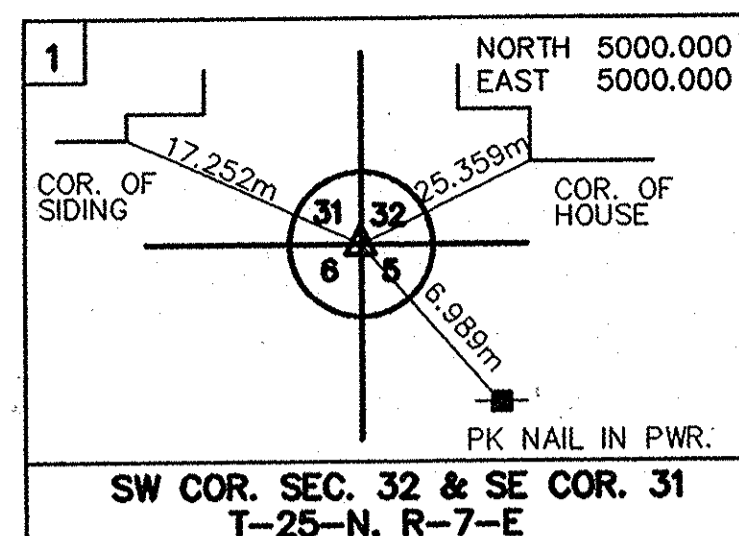 1
NORTH 5000.000
EAST 5000.000
17.252m
25.359m
COR. OF
SIDING
COR. OF
HOUSE
31 32
6 5
6.989m
PK NAIL IN PWR.
SW COR. SEC. 32 & SE COR. 31
T-25-N, R-7-E